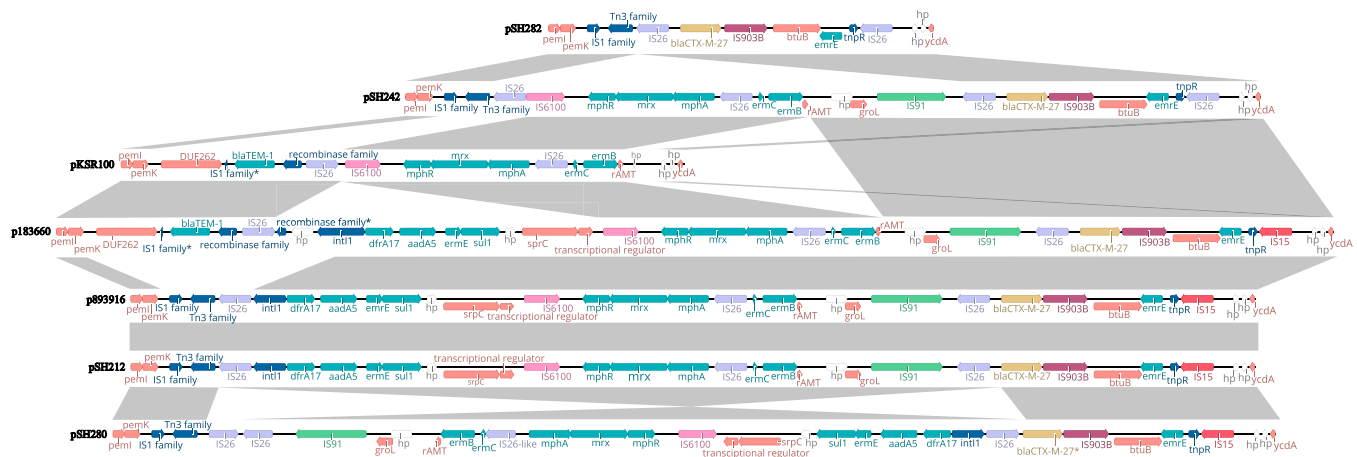 hp
Tn3 family
pSH282
pemI pemK IS1 family IS26 blaCTX-M-27 IS903B btuB emrE tnpR IS26 hp ycdA
pemK IS26 tnpR hp
pSH242
pemI IS1 family Tn3 family IS6100 mphR mrx mphA IS26 ermC ermB rAMT hp groL IS91 IS26 blaCTX-M-27 IS903B btuB emrE IS26 hp ycdA
pemI DUF262 blaTEM-1 recombinase family mrx IS26 ermB hp hp
pKSR100
pemK IS1 family* IS26 IS6100 mphR mphA ermC rAMT hp ycdA
blaTEM-1 IS26 recombinase family* rAMT
p183660
pemI pemK DUF262 IS1 family* recombinase family hp intI1 dfrA17 aadA5 ermE sul1 hp sprC transcriptional regulator IS6100 mphR mrx mphA IS26 ermC ermB hp groL IS91 IS26 blaCTX-M-27 IS903B btuB emrE tnpR IS15 hp hp ycdA
p893916
pemI pemK IS1 family Tn3 family IS26 intI1 dfrA17 aadA5 ermE sul1 hp srpC transcriptional regulator IS6100 mphR mrx mphA IS26 ermC ermB rAMT hp groL IS91 IS26 blaCTX-M-27 IS903B btuB emrE tnpR IS15 hp hp ycdA
pemK Tn3 family transcriptional regulator
pSH212
pemI IS1 family IS26 intI1 dfrA17 aadA5 ermE sul1 hp srpC IS6100 mphR mrx mphA IS26 ermC ermB rAMT hp groL IS91 IS26 blaCTX-M-27 IS903B btuB emrE tnpR IS15 hp hp ycdA
pemK Tn3 family
pSH280
pemI IS1 family IS26 IS26 IS91 groL hp rAMT ermB ermC IS26-like mphA mrx mphR IS6100 transcriptional regulator srpC hp sul1 ermE aadA5 dfrA17 intI1 IS26 blaCTX-M-27* IS903B btuB emrE tnpR IS15 hp hp ycdA